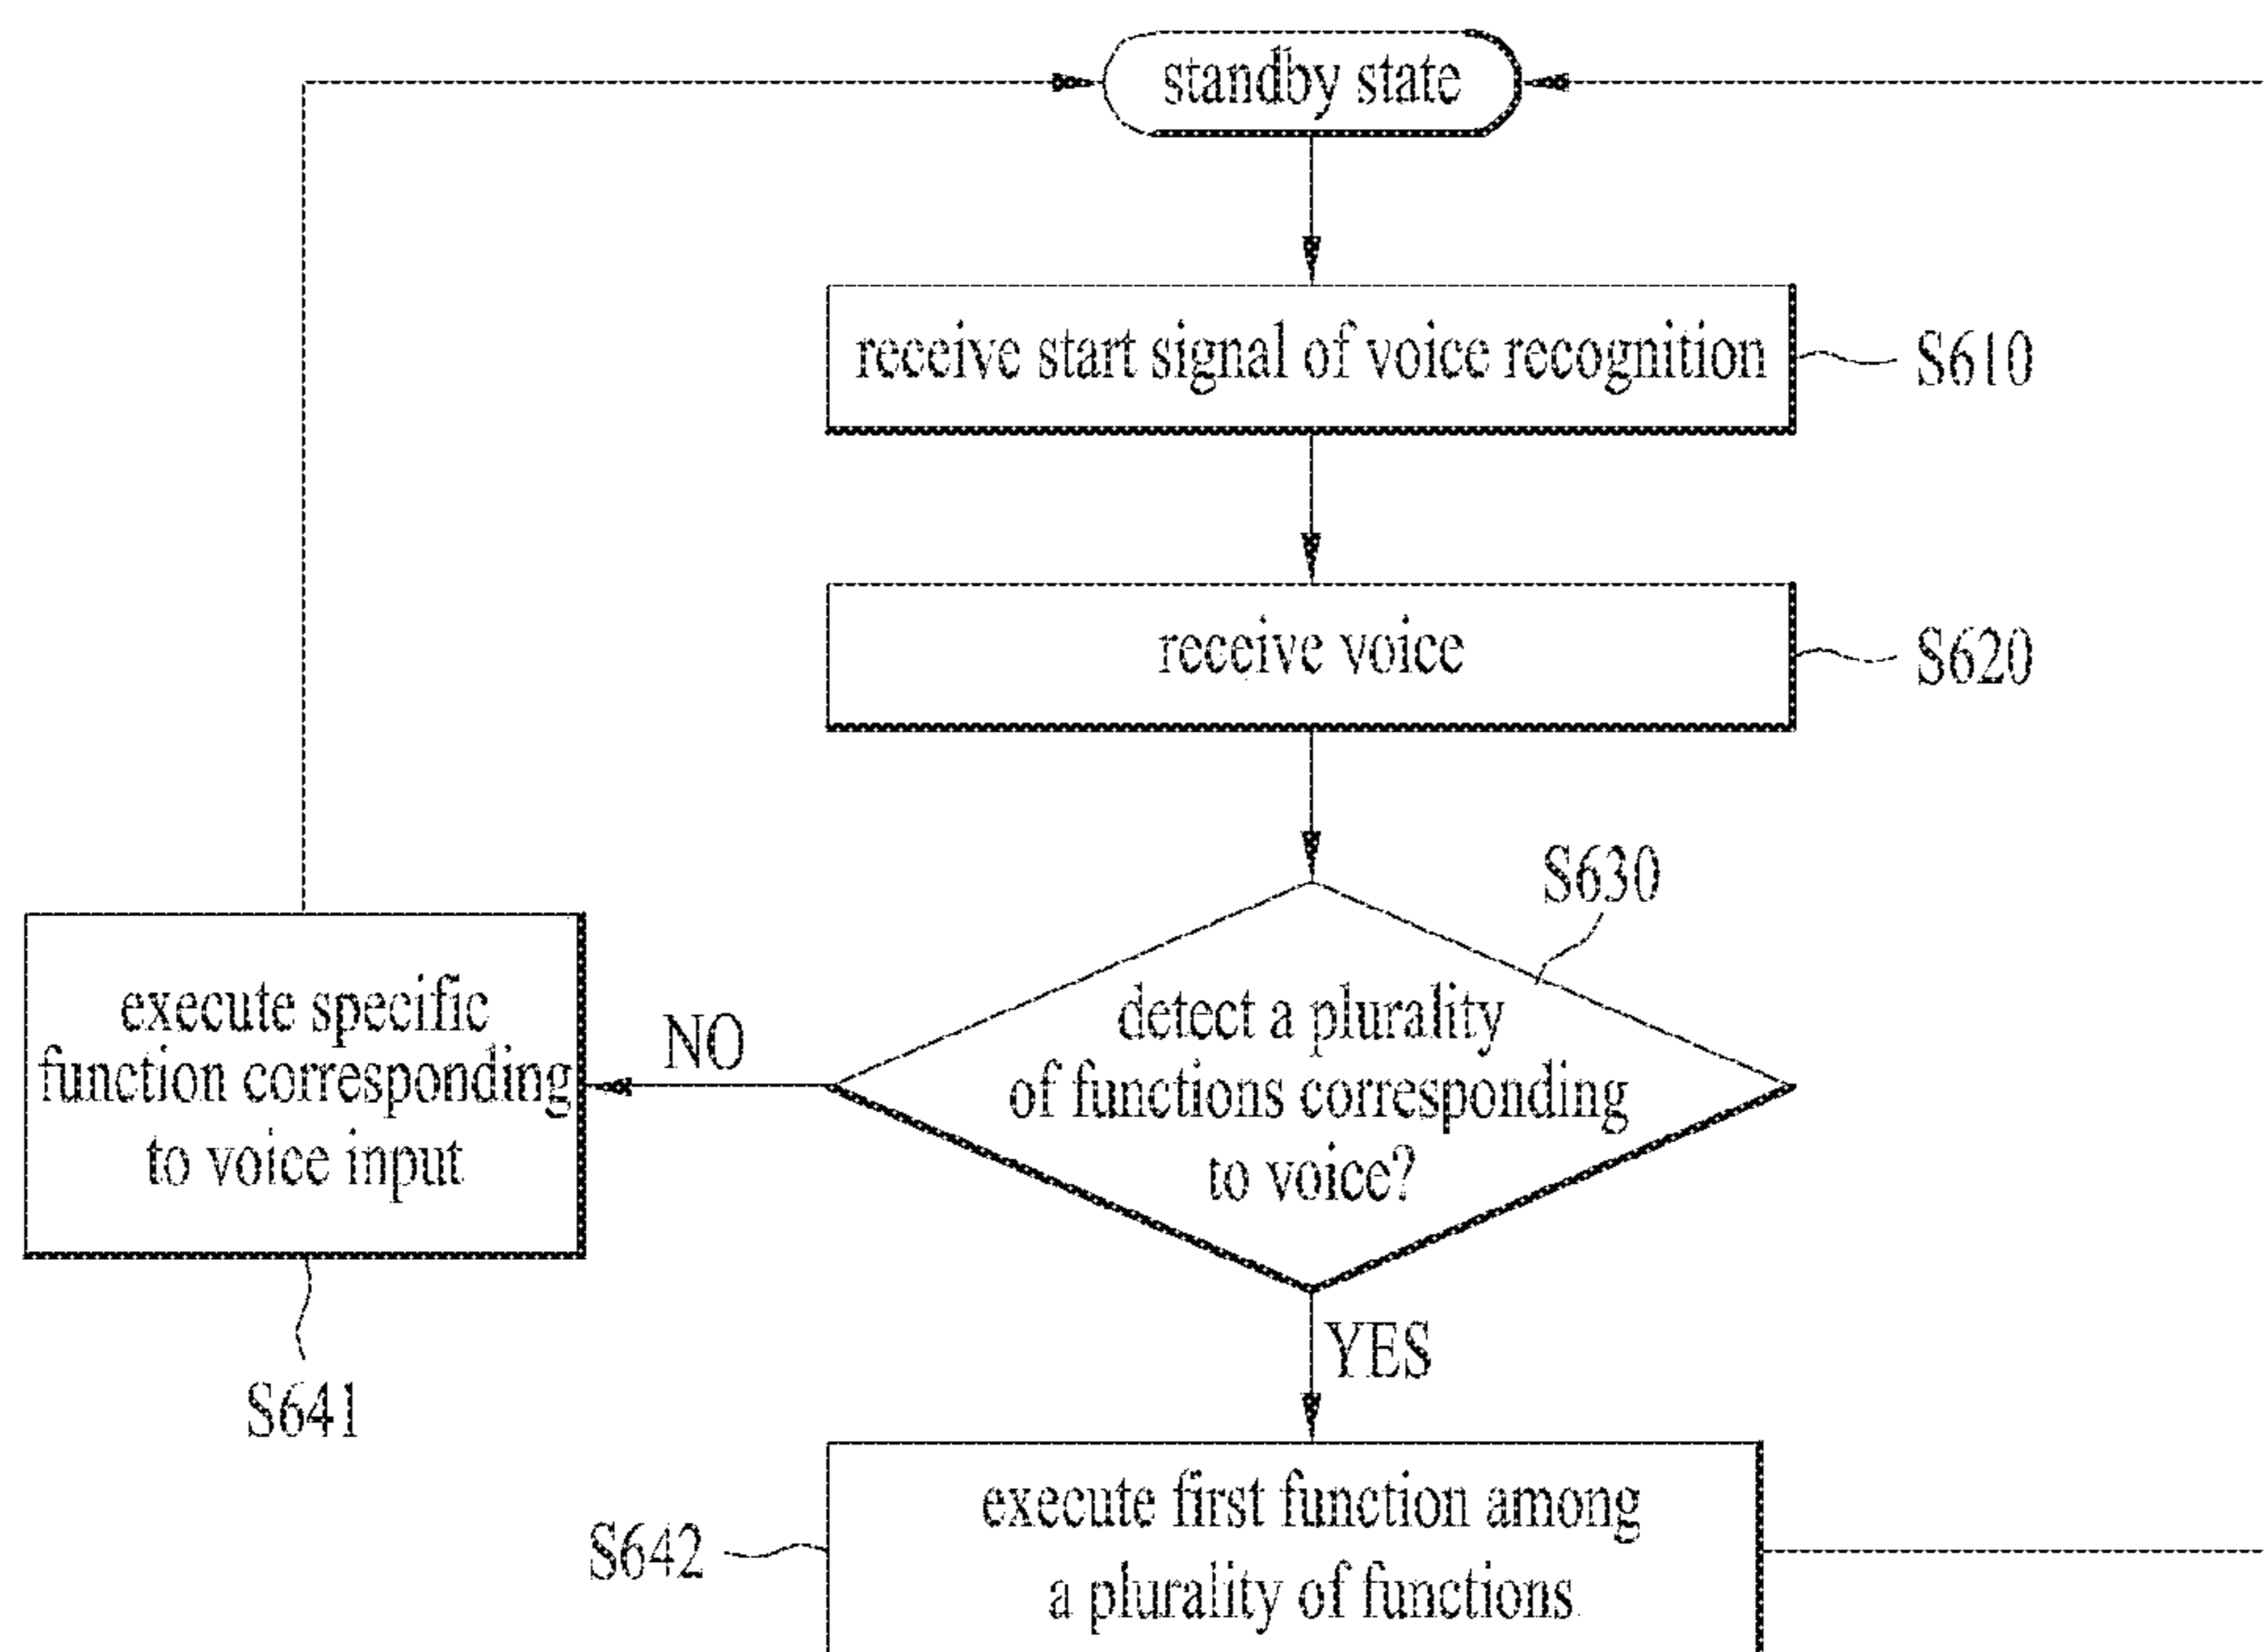 standby state
receive start signal of voice recognition
S610
receive voice
S620
S630
detect a plurality
of functions corresponding
to voice?
NO
execute specific
function corresponding
to voice input
S641
YES
execute first function among
a plurality of functions
S642